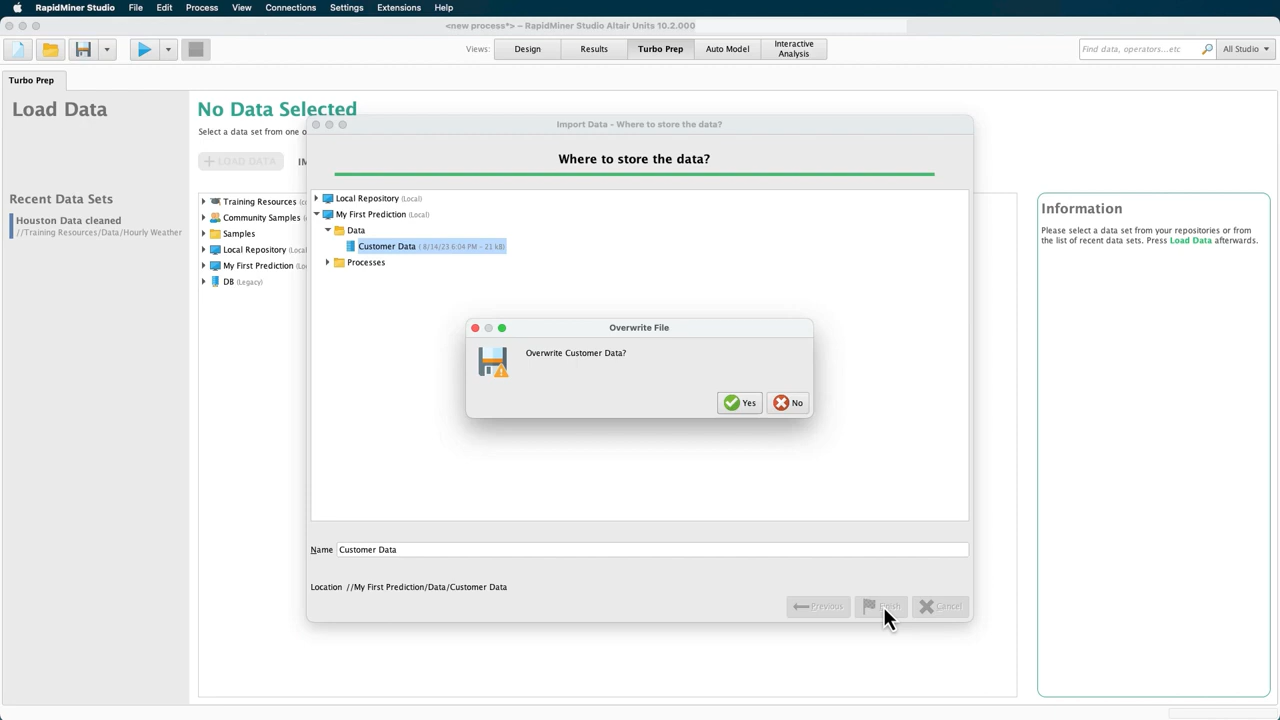 RapidMiner Studio File Edit Process View Connections Settings Extensions Help
<new process*> – RapidMiner Studio Altair Units 10.2.000
Views: Design Results Turbo Prep Auto Model Interactive Analysis
Find data, operators...etc All Studio
Turbo Prep
Load Data
No Data Selected
Select a data set from one o
+ LOAD DATA
Recent Data Sets
Houston Data cleaned
//Training Resources/Data/Hourly Weather
Training Resources
Community Samples
Samples
Local Repository (Local
My First Prediction
DB (Legacy)
Import Data - Where to store the data?
Where to store the data?
Local Repository (Local)
My First Prediction (Local)
Data
Customer Data ( 8/14/23 6:04 PM - 21 kB)
Processes
Overwrite File
Overwrite Customer Data?
Yes No
Name Customer Data
Location //My First Prediction/Data/Customer Data
Previous Finish Cancel
Information
Please select a data set from your repositories or from
the list of recent data sets. Press Load Data afterwards.